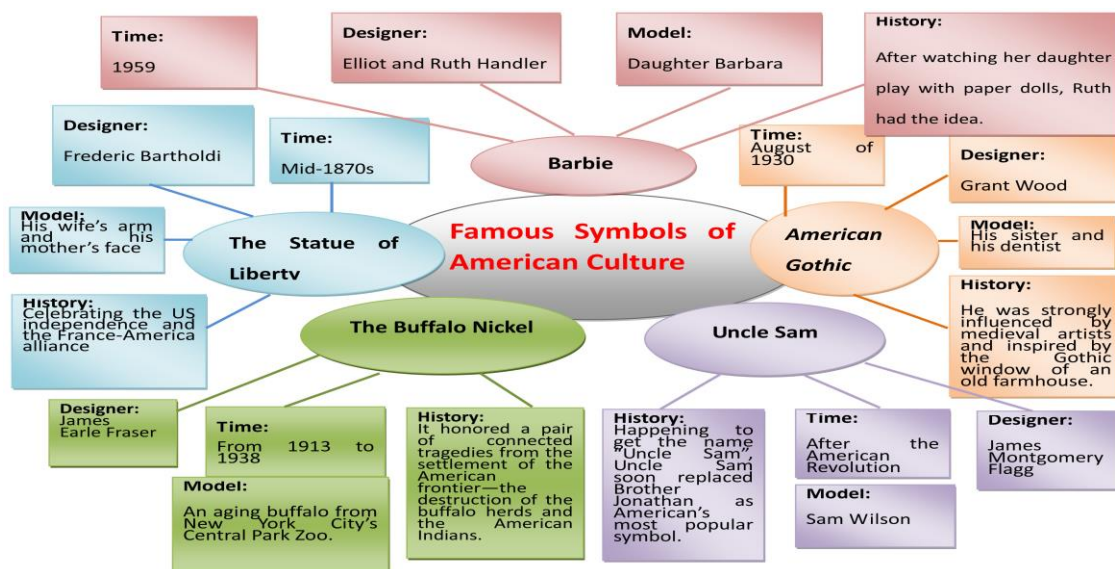 Time:
1959
Designer:
Elliot and Ruth Handler
Model:
Daughter Barbara
History:
After watching her daughter
play with paper dolls, Ruth
had the idea.
Barbie
Designer:
Frederic Bartholdi
Time:
Mid-1870s
Model:
His wife's arm
and his
mother's face
History:
Celebrating the US
independence and
the France-America
alliance
The Statue of
Liberty
Famous Symbols of
American Culture
Time:
August of
1930
Designer:
Grant Wood
Model:
His sister and
his dentist
History:
He was strongly
influenced by
medieval artists
and inspired by
the Gothic
window of an
old farmhouse.
American
Gothic
The Buffalo Nickel
Designer:
James
Earle Fraser
Time:
From 1913 to
1938
Model:
An aging buffalo from
New York City's
Central Park Zoo.
History:
It honored a pair
of connected
tragedies from the
settlement of the
American
frontier—the
destruction of the
buffalo herds and
the American
Indians.
Uncle Sam
History:
Happening to
get the name
"Uncle Sam",
Uncle Sam
soon replaced
Brother
Jonathan as
American's
most popular
symbol.
Time:
After the
American
Revolution
Model:
Sam Wilson
Designer:
James
Montgomery
Flagg